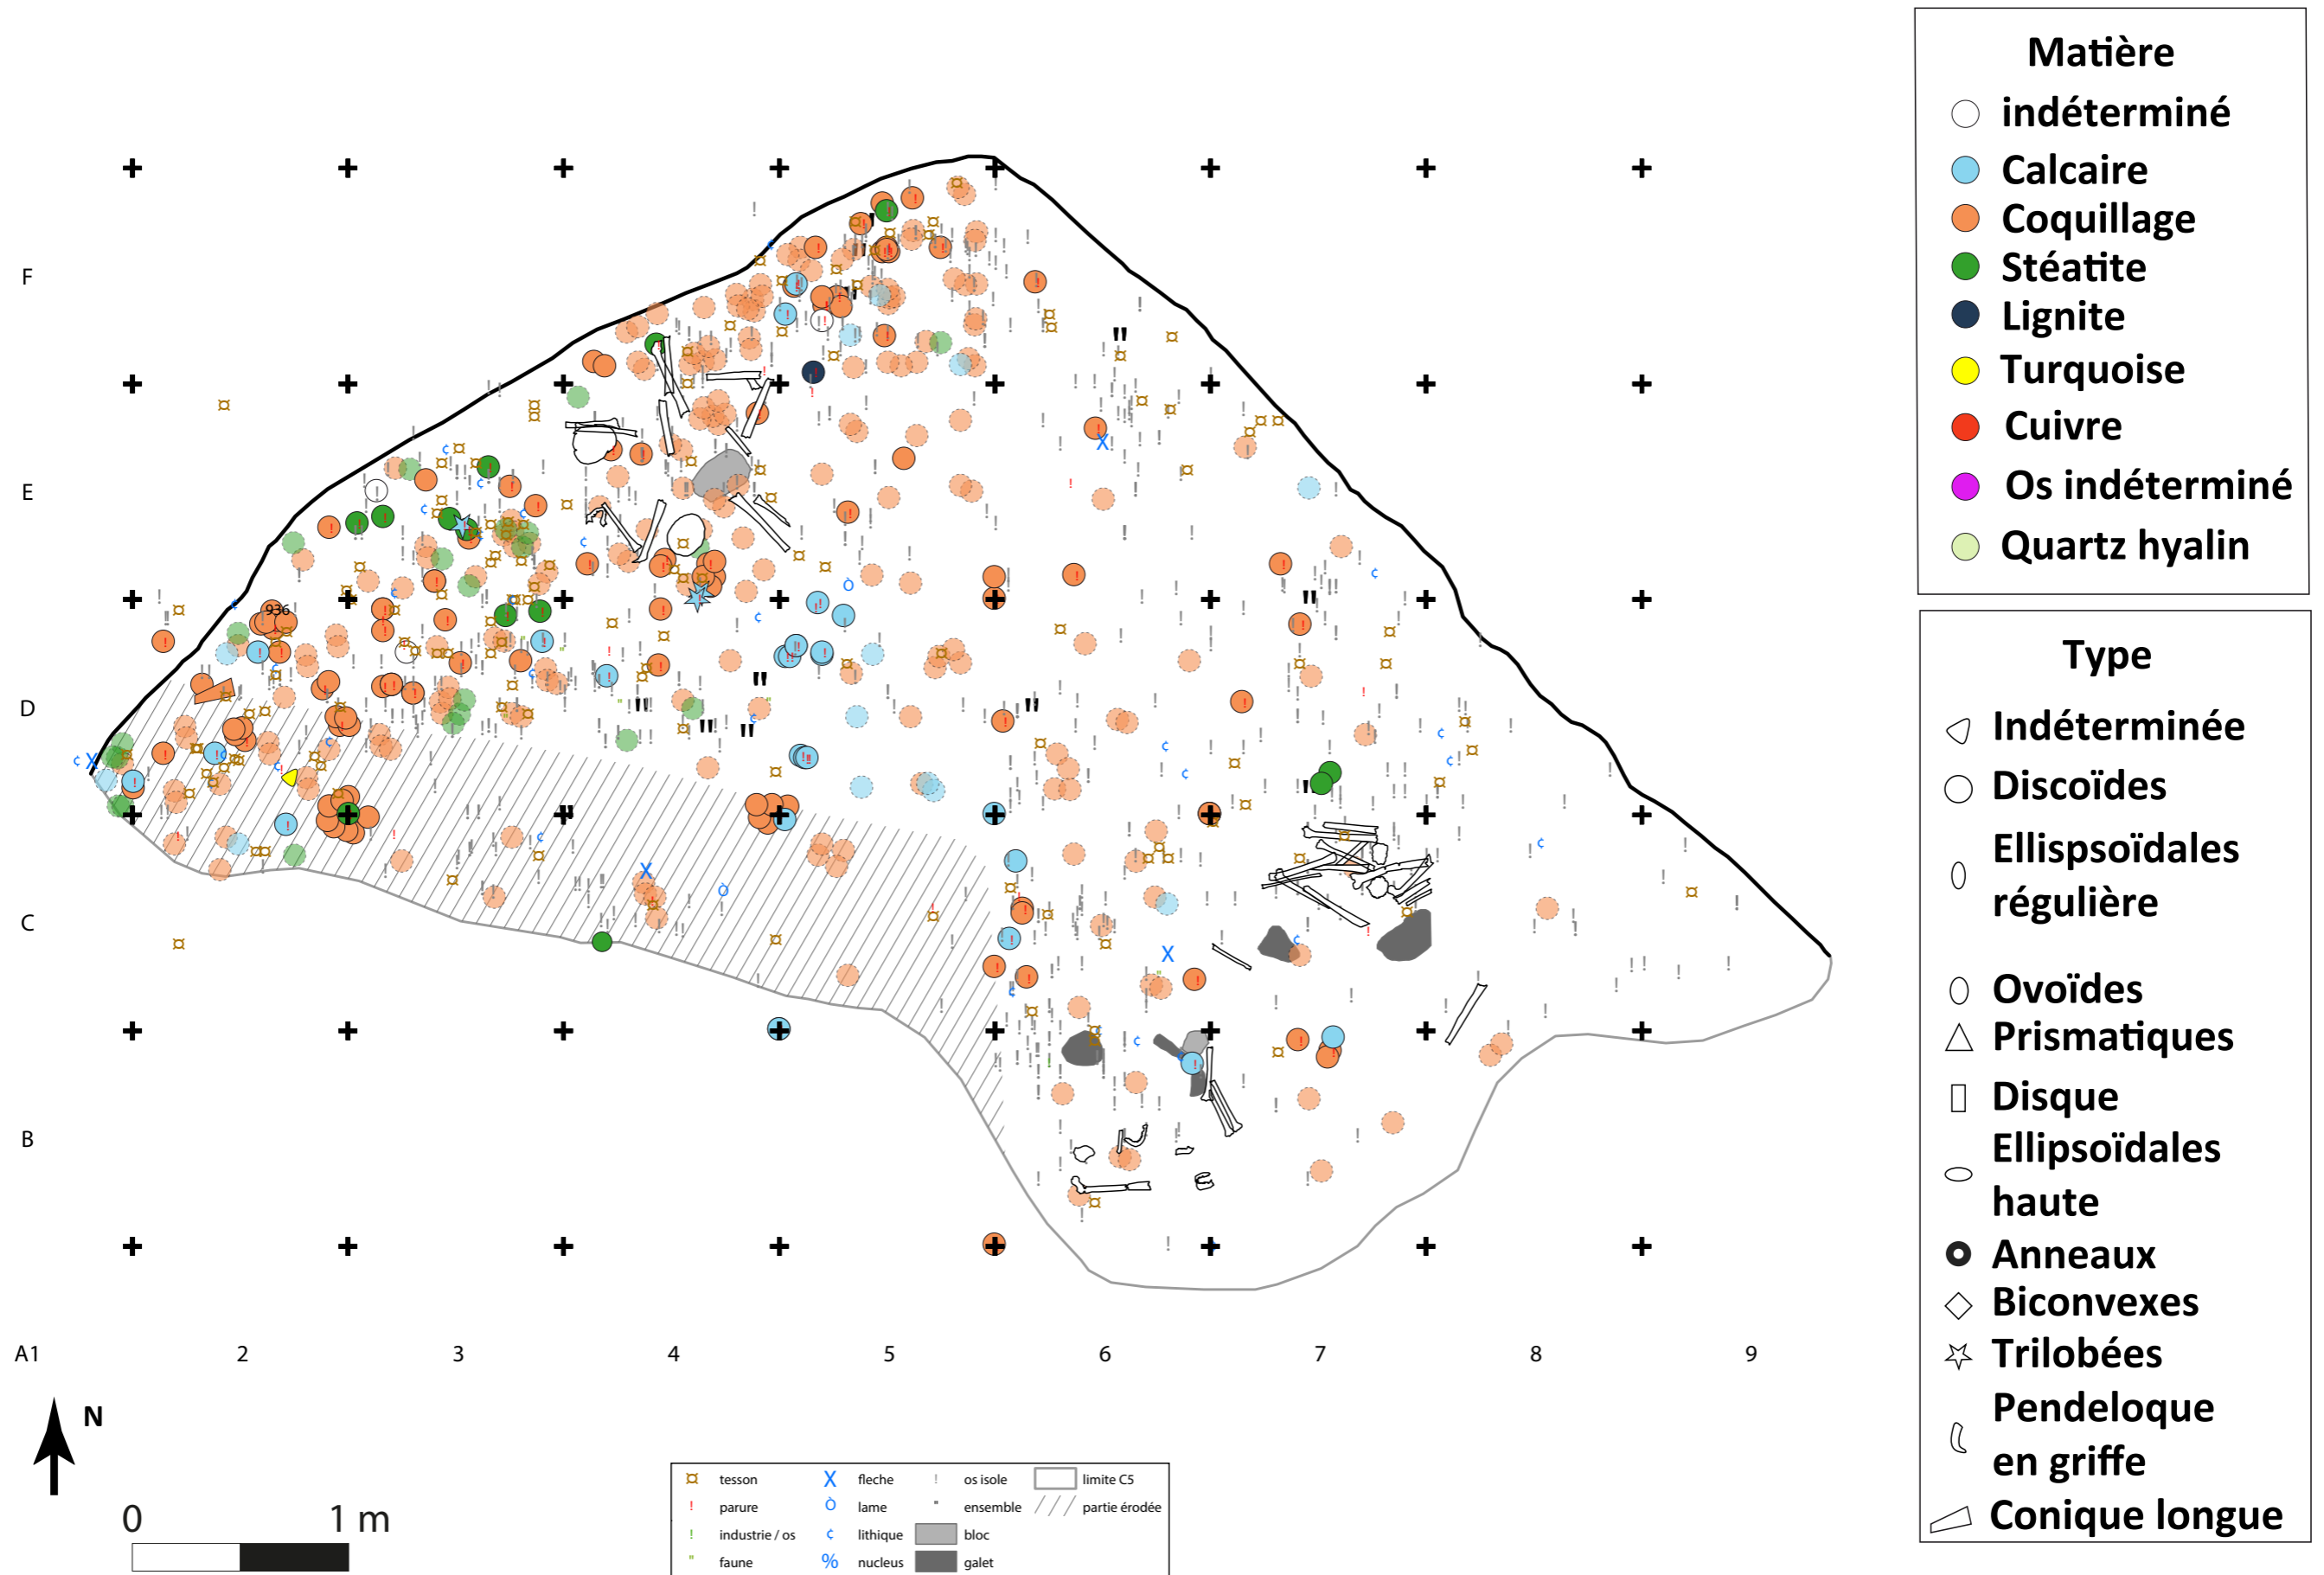 Matière
indéterminé
Calcaire
Coquillage
Stéatite
Lignite
Turquoise
Cuivre
Os indéterminé
Quartz hyalin
Type
Indéterminée
Discoïdes
Ellispsoïdales
régulière
Ovoïdes
Prismatiques
Disque
Ellipsoïdales
haute
Anneaux
Biconvexes
Trilobées
Pendeloque
en griffe
Conique longue
F
E
936
D
C
B
A1 2 3 4 5 6 7 8 9
N
0 1 m
tesson
parure
industrie / os
faune
X fleche
Ò lame
¢ lithique
% nucleus
! os isole
" ensemble
bloc
galet
limite C5
partie érodée